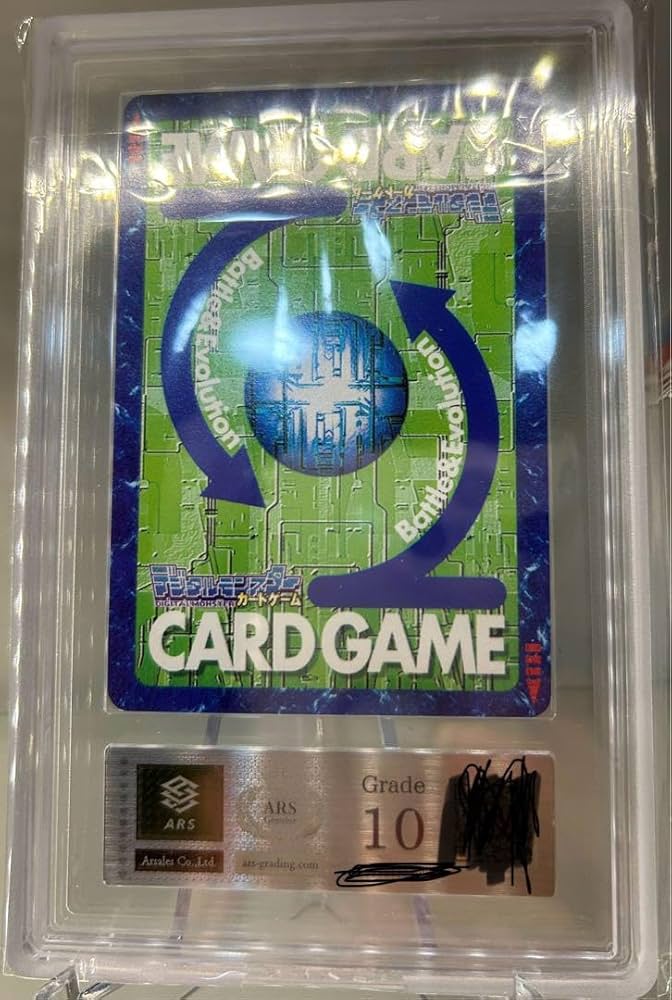 CARD GAME
デジタルモンスター
カードゲーム
Battle&Evolution
Battle&Evolution
デジタルモンスター
DIGITAL MONSTER カードゲーム
CARD GAME
ARS
Arsales Co.,Ltd.
ARS
ars-grading.com
Grade
10